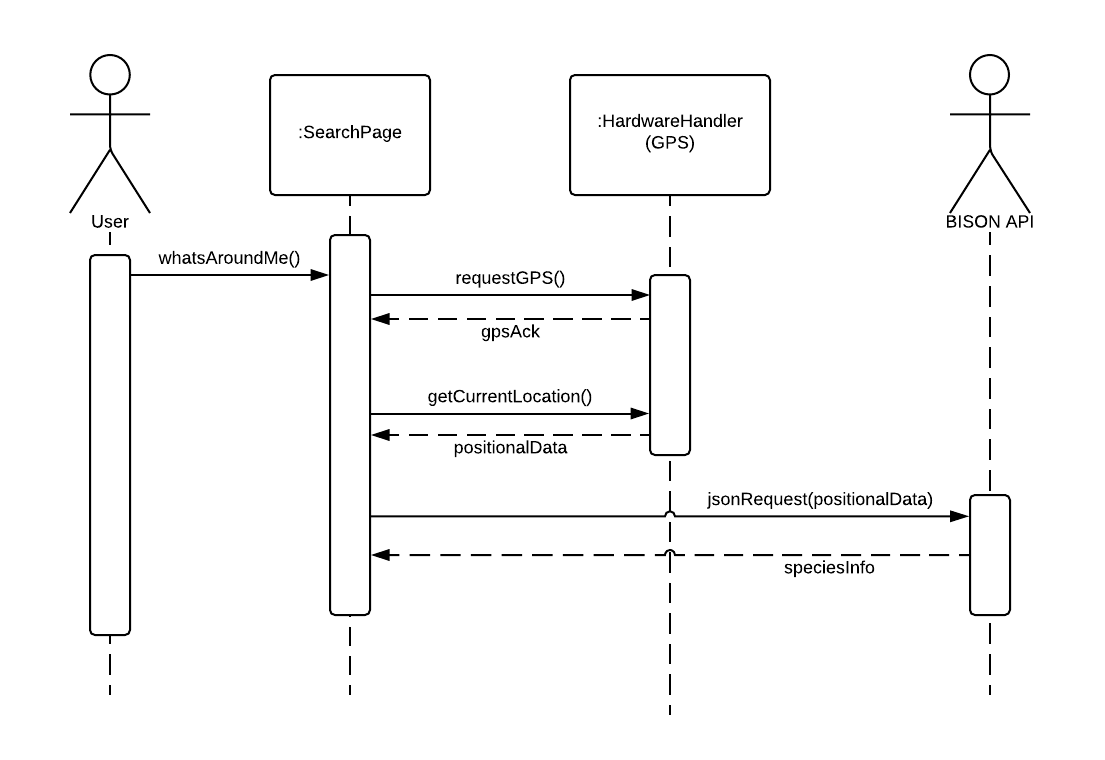 :SearchPage
:HardwareHandler
(GPS)
User
BISON API
whatsAroundMe()
requestGPS()
gpsAck
getCurrentLocation()
positionalData
jsonRequest(positionalData)
speciesInfo